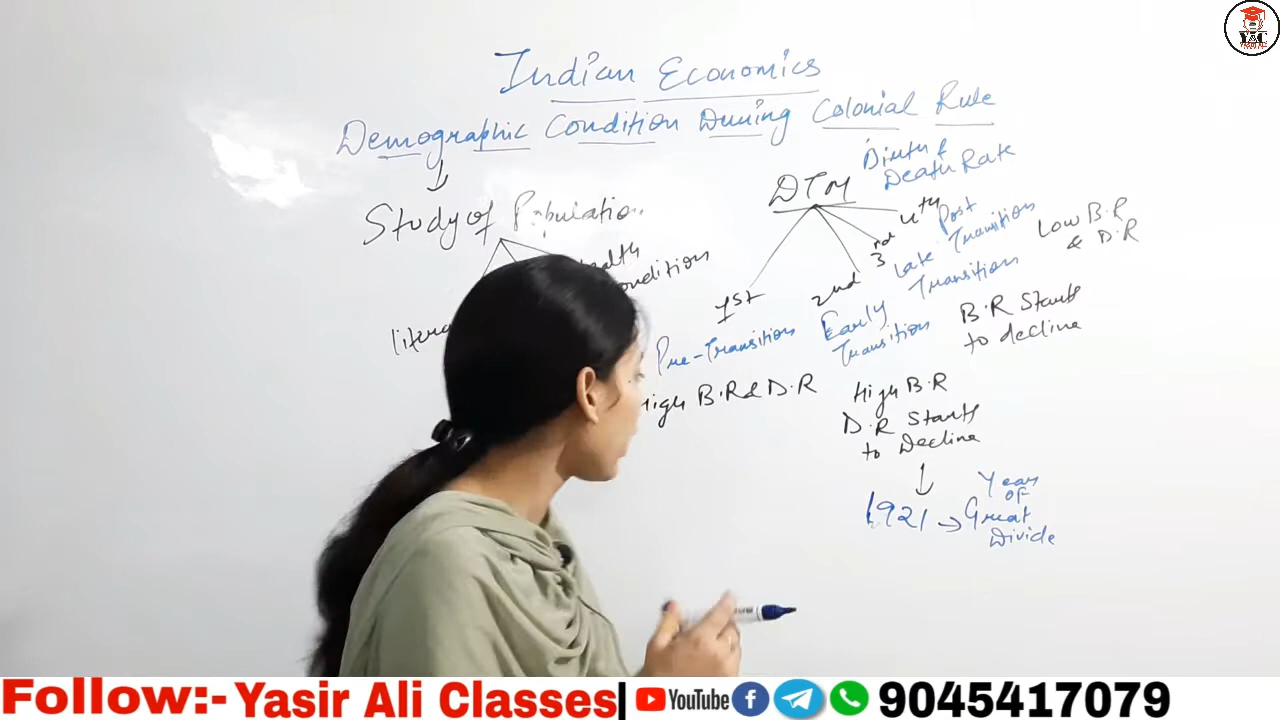 Indian Economics
Demographic Condition During Colonial Rule
Study of Population
Health
Condition
litera
DTM
Birth &
Death Rate
1st
Pre-Transition
High B.R & D.R
2nd
Early
Transition
High B.R
D.R Starts
to Decline
1921 → Great
Year
OF
Divide
3rd
Late Transition
B.R Starts
to decline
4th
Post
Transition
Low B.R
& D.R
YAC
Follow:- Yasir Ali Classes| YouTube 9045417079